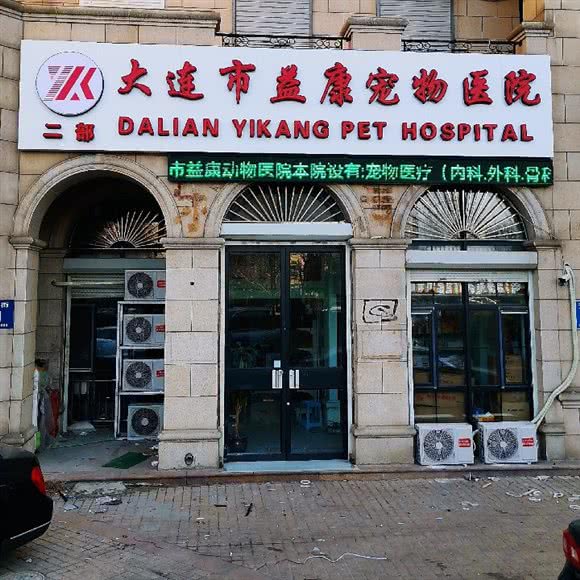 YK
大连市益康宠物医院
二部 DALIAN YIKANG PET HOSPITAL
市益康动物医院本院设有:宠物医疗(内科.外科.骨科